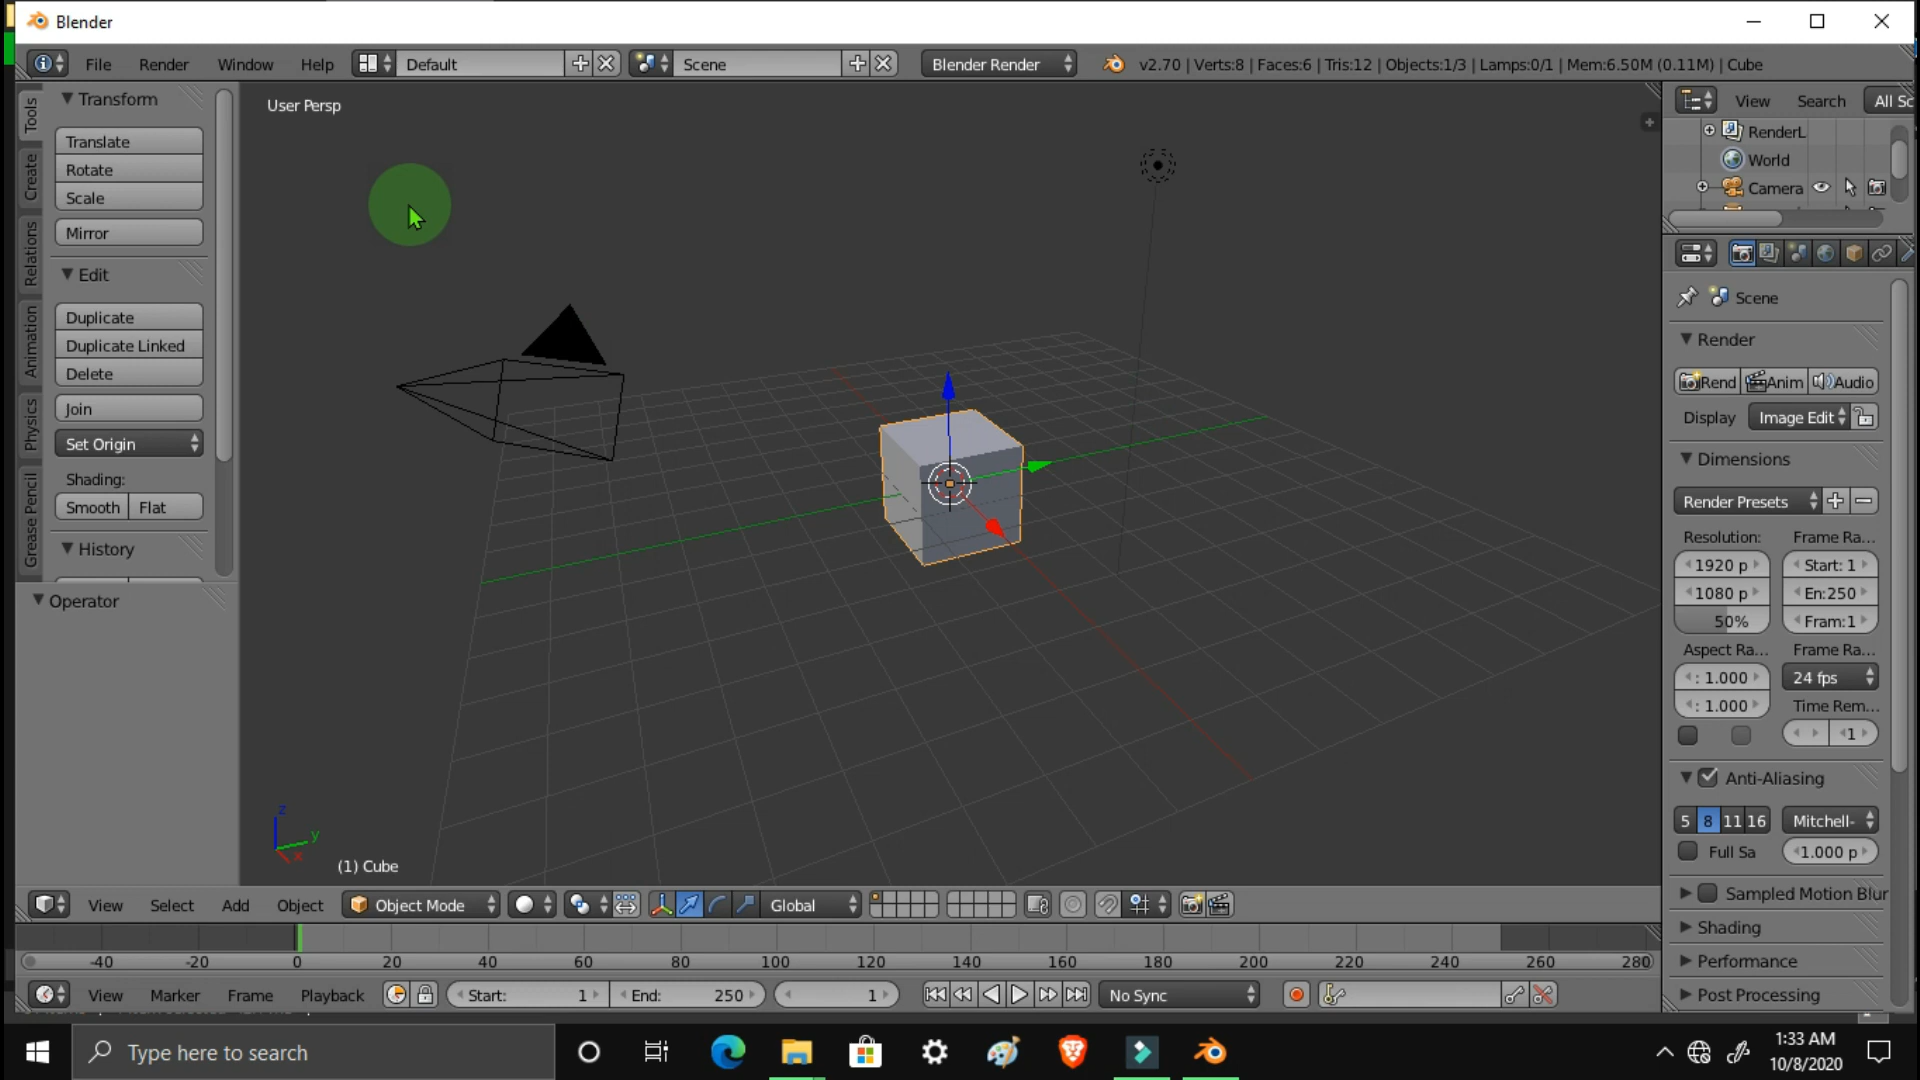 Blender
File Render Window Help Default Scene Blender Render v2.70 | Verts:8 | Faces:6 | Tris:12 | Objects:1/3 | Lamps:0/1 | Mem:6.50M (0.11M) | Cube
Tools
Create
Relations
Animation
Physics
Grease Pencil
Transform
Translate
Rotate
Scale
Mirror
Edit
Duplicate
Duplicate Linked
Delete
Join
Set Origin
Shading:
Smooth Flat
History
Operator
User Persp
z
y
x
(1) Cube
View Search All Sc
RenderL
World
Camera
Scene
Render
Rend Anim Audio
Display Image Edit
Dimensions
Render Presets
Resolution: Frame Ra...
1920 p Start: 1
1080 p En:250
50% Fram:1
Aspect Ra... Frame Ra...
: 1.000 24 fps
: 1.000 Time Rem...
1
Anti-Aliasing
5 8 11 16 Mitchell-
Full Sa 1.000 p
Sampled Motion Blur
Shading
Performance
Post Processing
View Select Add Object Object Mode Global
-40 -20 0 20 40 60 80 100 120 140 160 180 200 220 240 260 280
View Marker Frame Playback Start: 1 End: 250 1 No Sync
Type here to search
1:33 AM
10/8/2020